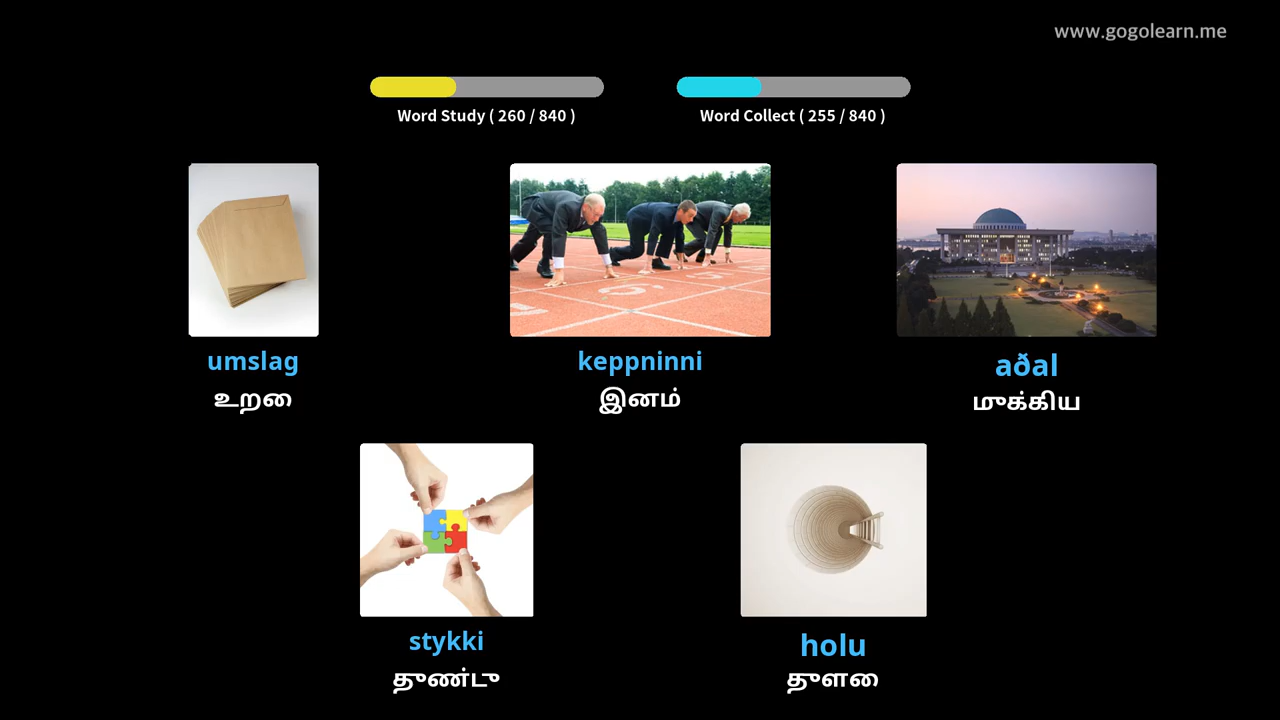 www.gogolearn.me
Word Study ( 260 / 840 )
Word Collect ( 255 / 840 )
umslag
உறை
keppninni
இனம்
aðal
முக்கிய
stykki
துண்டு
holu
துளை